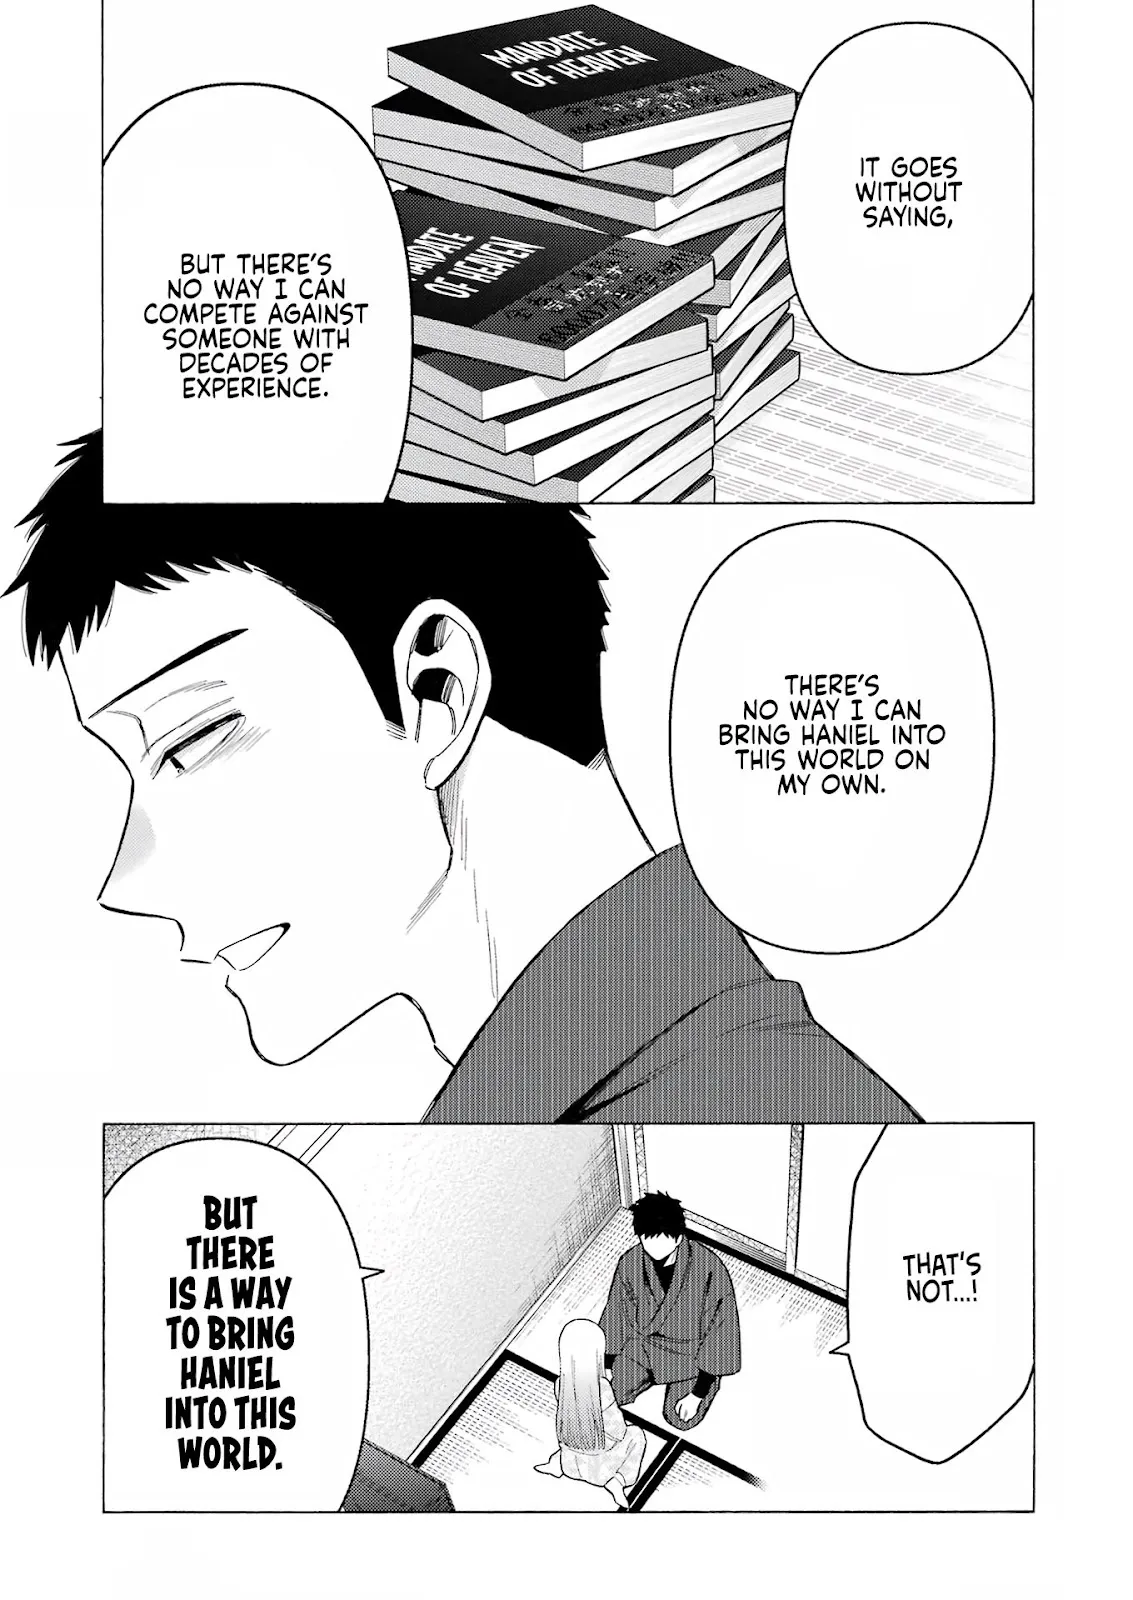 MANDATE
OF HEAVEN
IT GOES
WITHOUT
SAYING,
OF HEAVEN
BUT THERE'S
NO WAY I CAN
COMPETE AGAINST
SOMEONE WITH
DECADES OF
EXPERIENCE.
THERE'S
NO WAY I CAN
BRING HANIEL INTO
THIS WORLD ON
MY OWN.
THAT'S
NOT...!
BUT
THERE
IS A WAY
TO BRING
HANIEL
INTO THIS
WORLD.